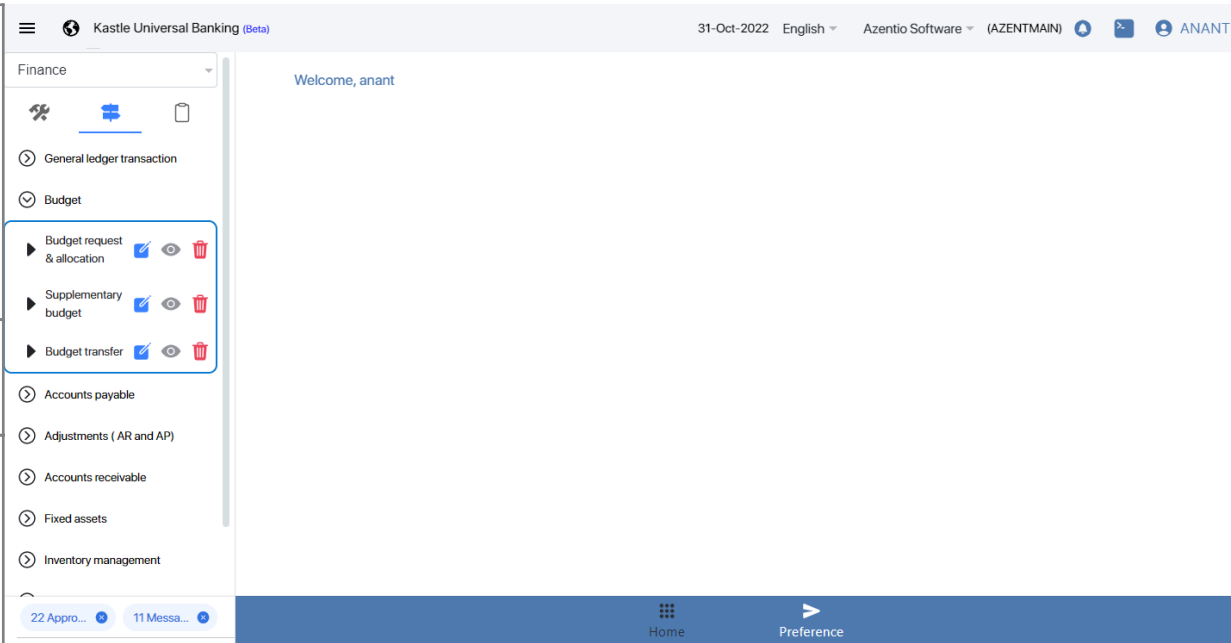 Kastle Universal Banking (Beta)
31-Oct-2022 English Azentio Software (AZENTMAIN) ANANT
Finance
Welcome, anant
General ledger transaction
Budget
Budget request
& allocation
Supplementary
budget
Budget transfer
Accounts payable
Adjustments ( AR and AP)
Accounts receivable
Fixed assets
Inventory management
22 Appro... 11 Messa...
Home
Preference